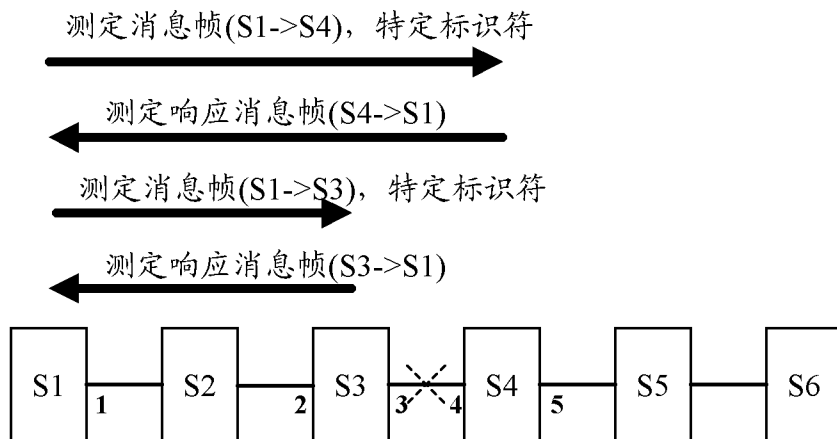 测定消息帧(S1->S4)，特定标识符
测定响应消息帧(S4->S1)
测定消息帧(S1->S3)，特定标识符
测定响应消息帧(S3->S1)
S1 1 S2 2 S3 3 4 S4 5 S5 S6